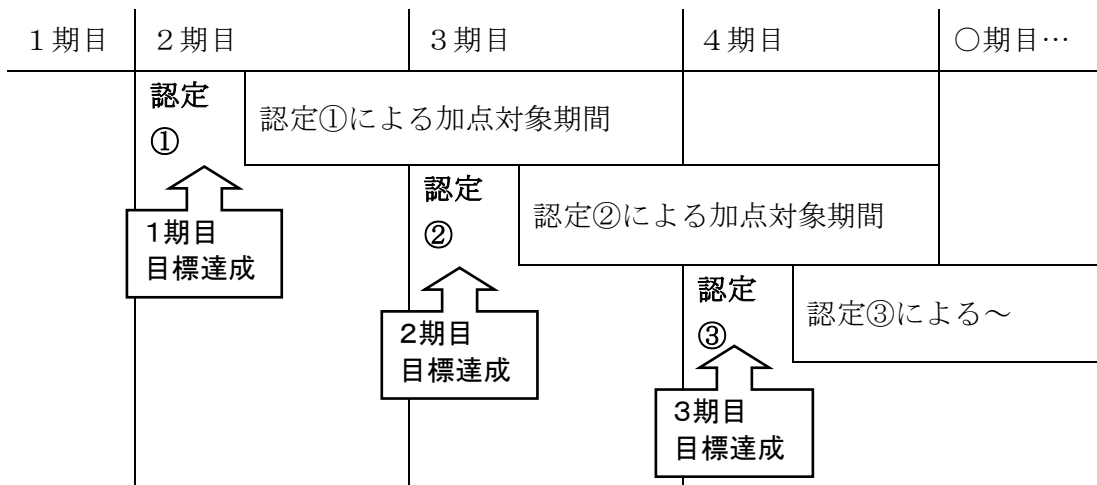 １期目
２期目
３期目
４期目
○期目…
認定
①
認定①による加点対象期間
1期目
目標達成
認定
②
認定②による加点対象期間
2期目
目標達成
認定
③
認定③による～
3期目
目標達成